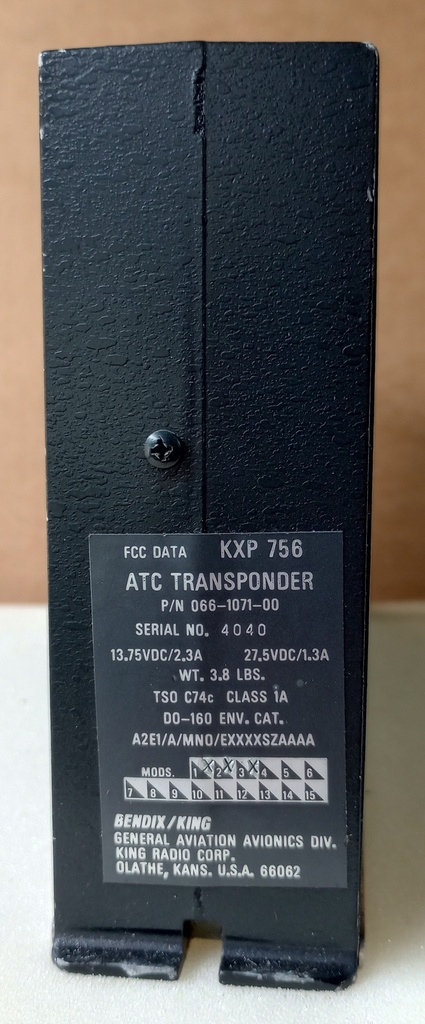 FCC DATA KXP 756
ATC TRANSPONDER
P/N 066-1071-00
SERIAL NO. 4040
13.75VDC/2.3A 27.5VDC/1.3A
WT. 3.8 LBS.
TSO C74c CLASS 1A
DO-160 ENV. CAT.
A2E1/A/MNO/EXXXXSZAAAA
MODS. 1 X 2 X 3 X 4 5 6
7 8 9 10 11 12 13 14 15
BENDIX/KING
GENERAL AVIATION AVIONICS DIV.
KING RADIO CORP.
OLATHE, KANS. U.S.A. 66062